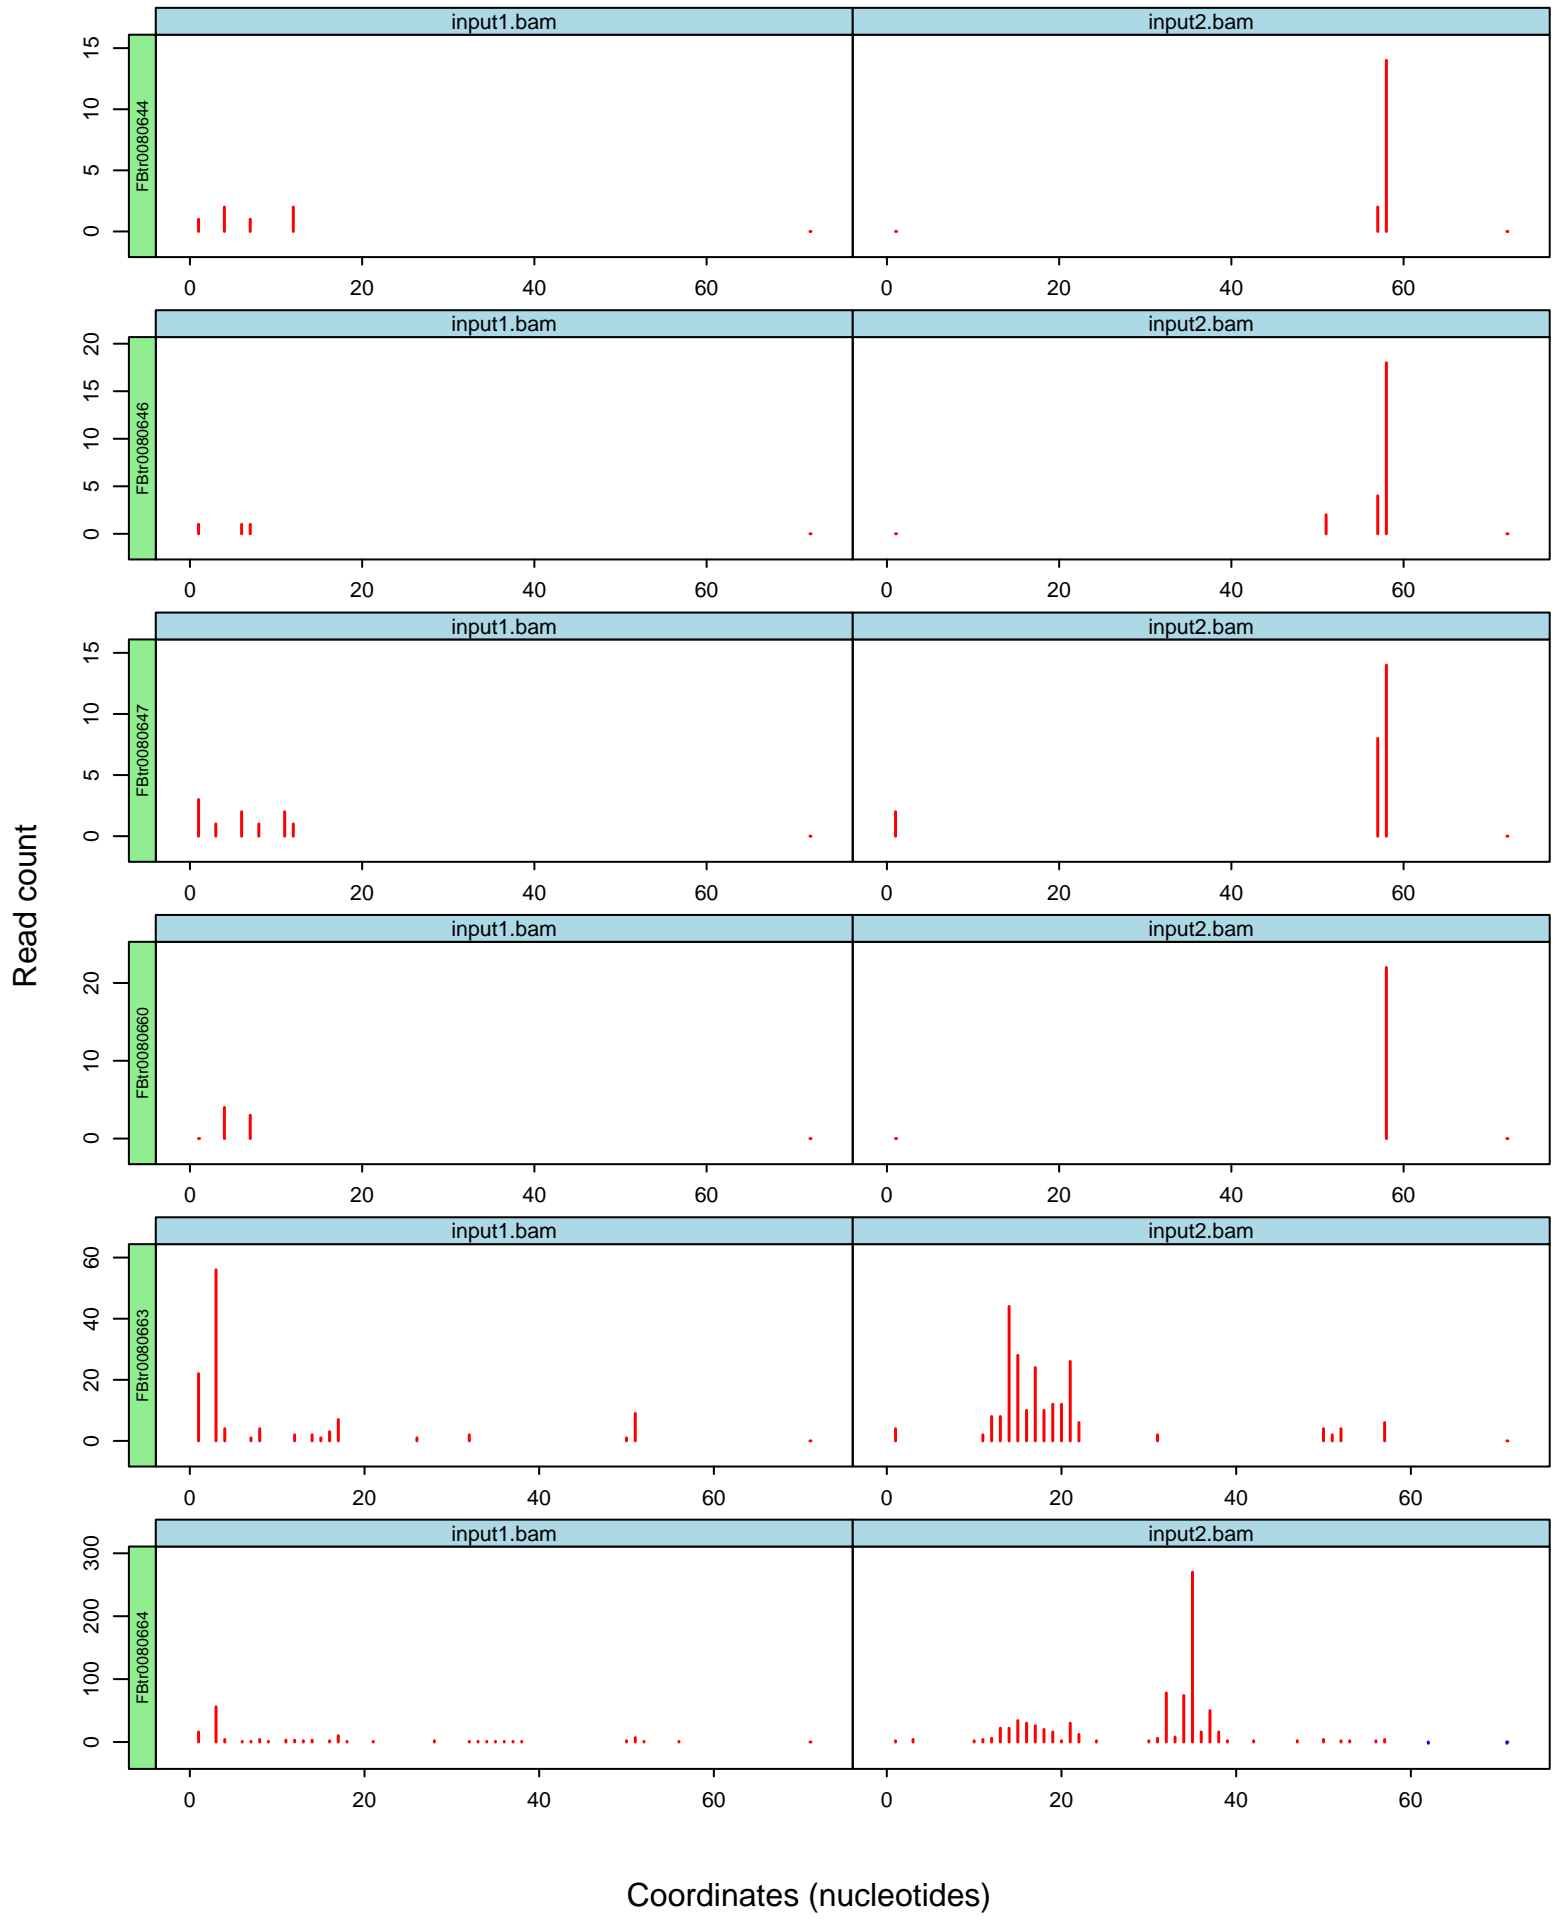 input1.bam input2.bam
FBtr0080644
15
10
5
0
0 20 40 60 0 20 40 60
input1.bam input2.bam
FBtr0080646
20
15
10
5
0
0 20 40 60 0 20 40 60
input1.bam input2.bam
FBtr0080647
15
10
5
0
0 20 40 60 0 20 40 60
Read count
input1.bam input2.bam
FBtr0080660
20
10
0
0 20 40 60 0 20 40 60
input1.bam input2.bam
FBtr0080663
60
40
20
0
0 20 40 60 0 20 40 60
input1.bam input2.bam
FBtr0080664
300
200
100
0
0 20 40 60 0 20 40 60
Coordinates (nucleotides)